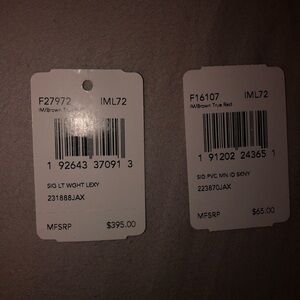 F27972 IML72
IM/Brown
1 92643 37091 3
SIG LT WGHT LEXY
231888JAX
MFSRP $395.00
F16107 IML72
IM/Brown True Red
1 91202 24365 1
SIG PVC MN ID SKNY
223870JAX
MFSRP $65.00